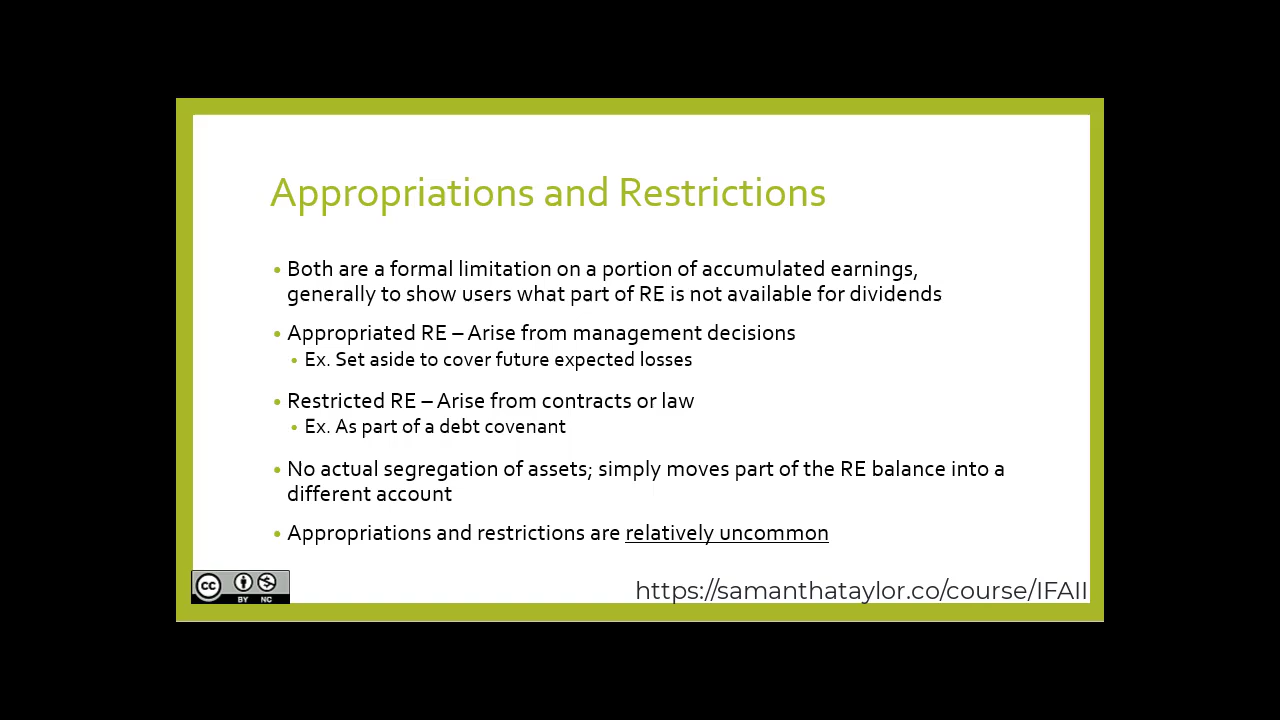 Appropriations and Restrictions
• Both are a formal limitation on a portion of accumulated earnings,
generally to show users what part of RE is not available for dividends
• Appropriated RE – Arise from management decisions
• Ex. Set aside to cover future expected losses
• Restricted RE – Arise from contracts or law
• Ex. As part of a debt covenant
• No actual segregation of assets; simply moves part of the RE balance into a
different account
• Appropriations and restrictions are relatively uncommon
cc
BY NC
https://samanthataylor.co/course/IFAII